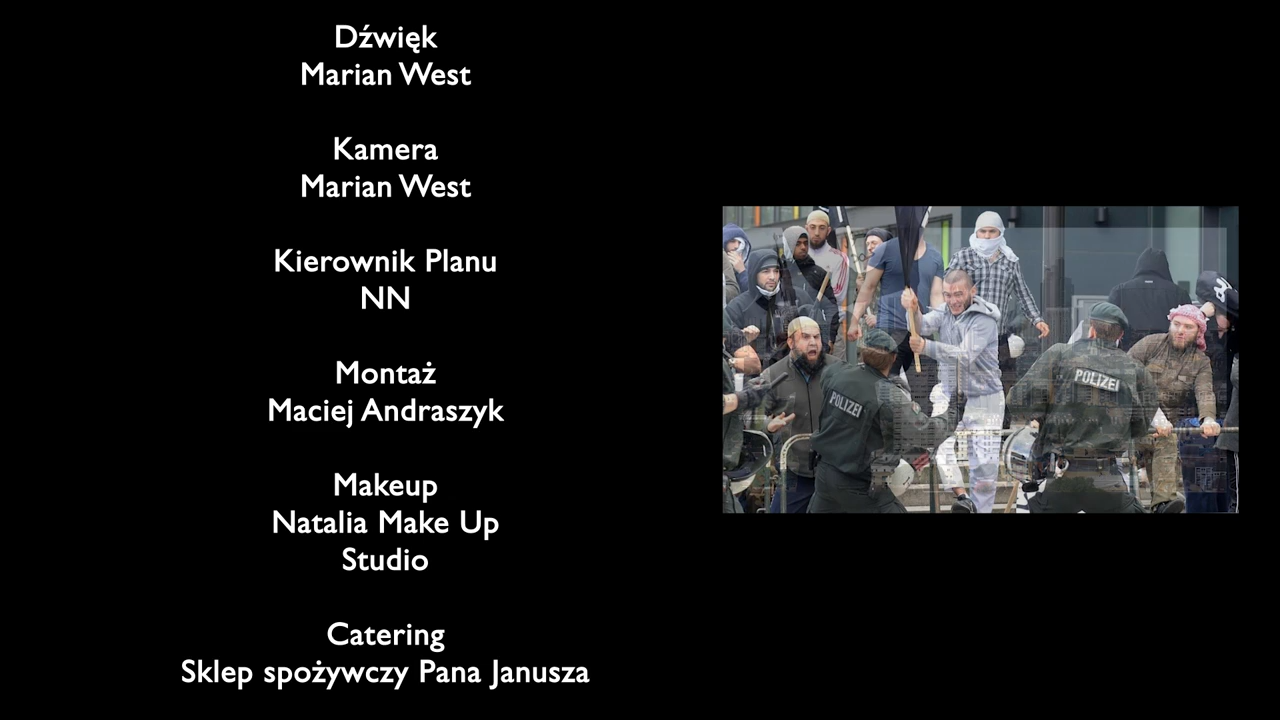 Dźwięk
Marian West
Kamera
Marian West
Kierownik Planu
NN
Montaż
Maciej Andraszyk
Makeup
Natalia Make Up
Studio
Catering
Sklep spożywczy Pana Janusza
POLIZEI
POLIZEI